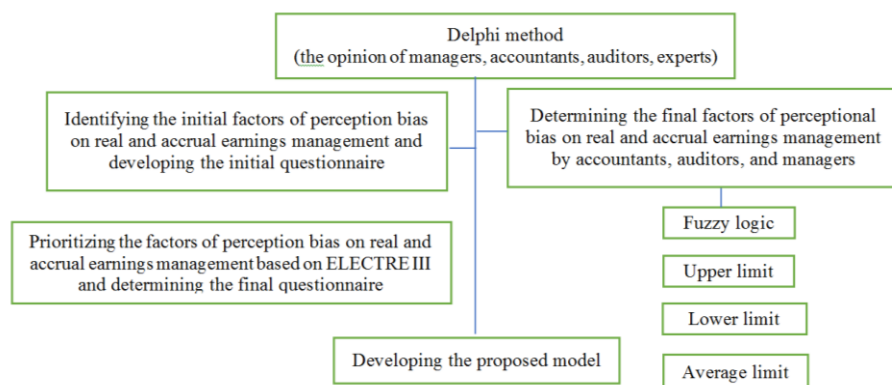 Delphi method
(the opinion of managers, accountants, auditors, experts)
Identifying the initial factors of perception bias
on real and accrual earnings management and
developing the initial questionnaire
Determining the final factors of perceptional
bias on real and accrual earnings management
by accountants, auditors, and managers
Prioritizing the factors of perception bias on real and
accrual earnings management based on ELECTRE III
and determining the final questionnaire
Fuzzy logic
Upper limit
Lower limit
Average limit
Developing the proposed model